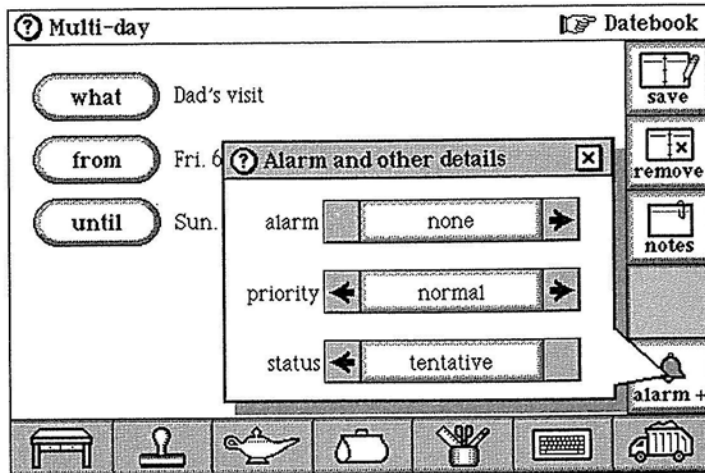 Multi-day
Datebook
what Dad's visit
from Fri. 6
until Sun.
Alarm and other details
alarm none
priority normal
status tentative
save
remove
notes
alarm +